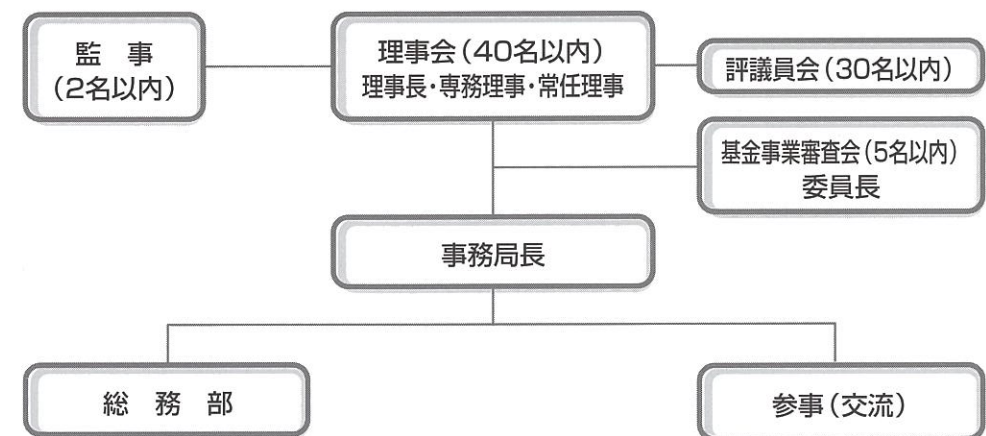 監　事
(2名以内)
理事会(40名以内)
理事長・専務理事・常任理事
評議員会(30名以内)
基金事業審査会(5名以内)
委員長
事務局長
総　務　部
参事(交流)